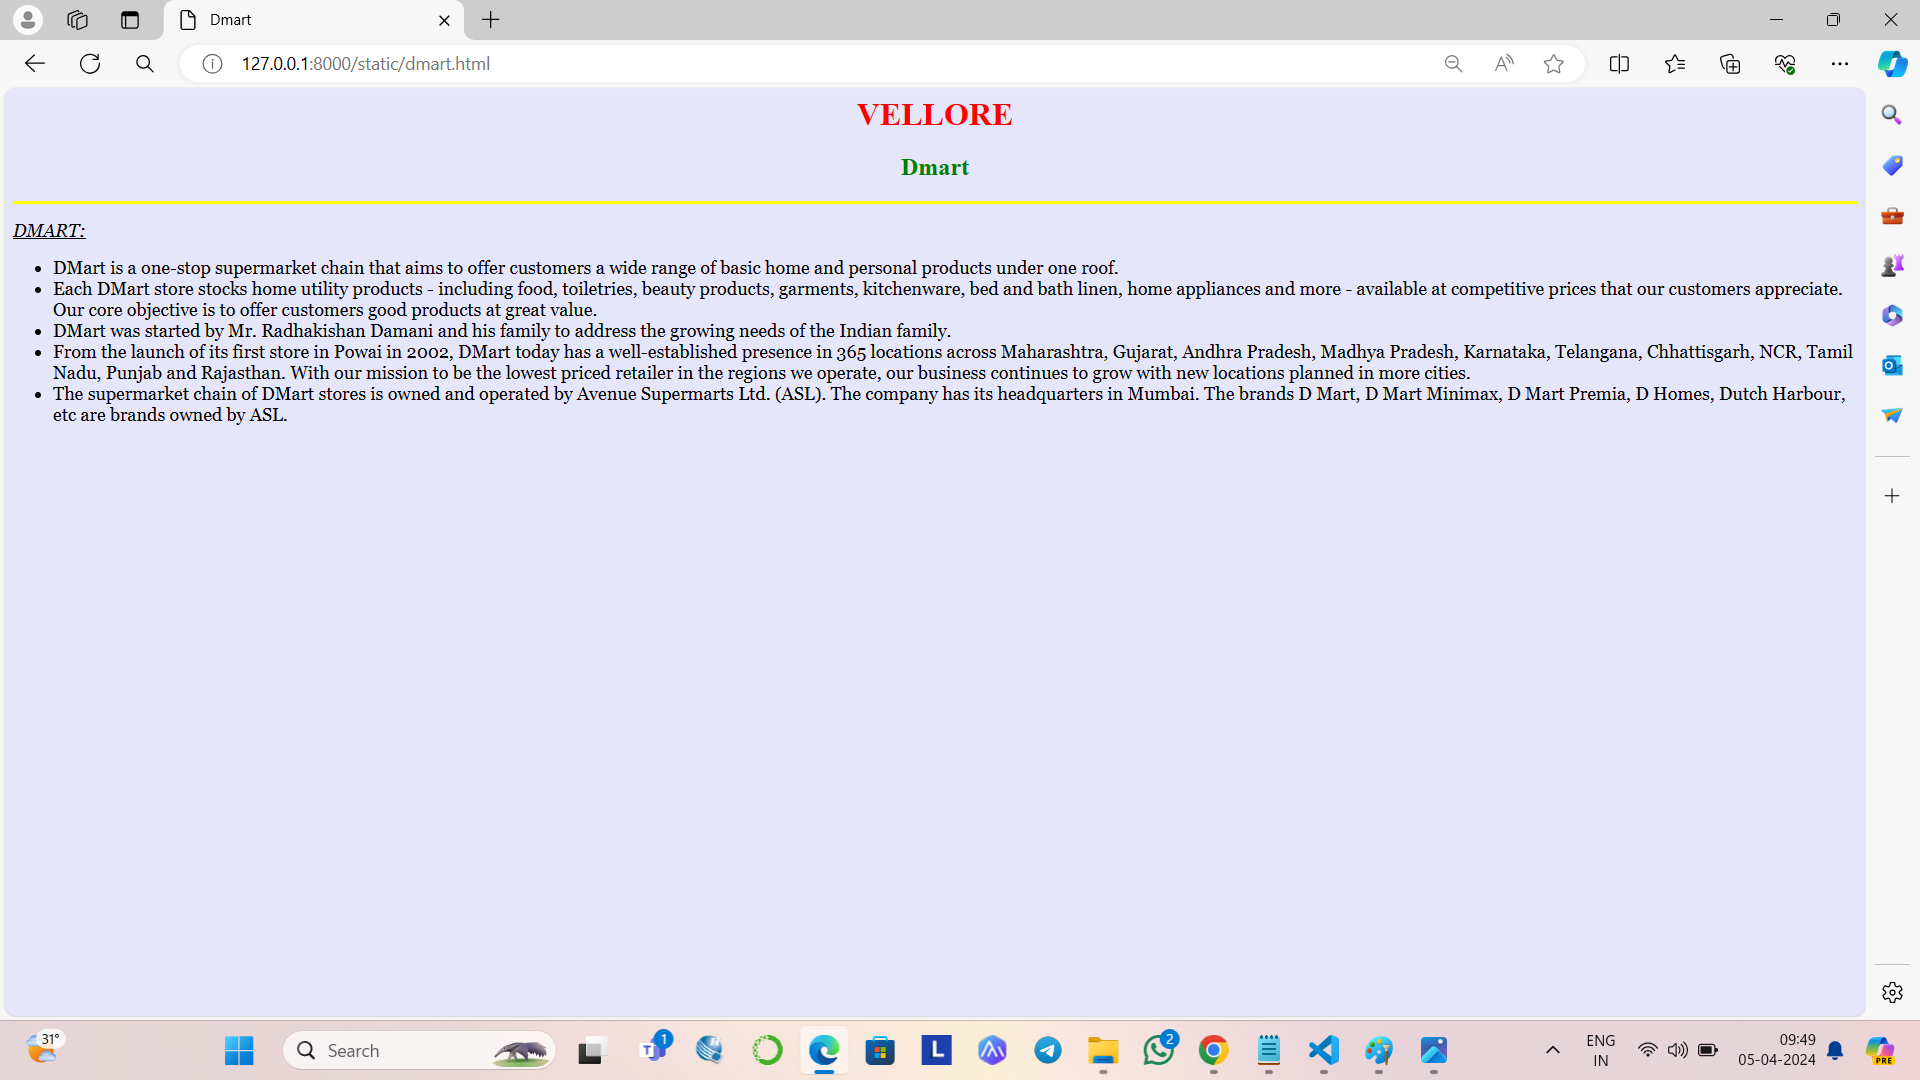 Dmart
127.0.0.1:8000/static/dmart.html
VELLORE
Dmart
DMART:
• DMart is a one-stop supermarket chain that aims to offer customers a wide range of basic home and personal products under one roof.
• Each DMart store stocks home utility products - including food, toiletries, beauty products, garments, kitchenware, bed and bath linen, home appliances and more - available at competitive prices that our customers appreciate.
Our core objective is to offer customers good products at great value.
• DMart was started by Mr. Radhakishan Damani and his family to address the growing needs of the Indian family.
• From the launch of its first store in Powai in 2002, DMart today has a well-established presence in 365 locations across Maharashtra, Gujarat, Andhra Pradesh, Madhya Pradesh, Karnataka, Telangana, Chhattisgarh, NCR, Tamil
Nadu, Punjab and Rajasthan. With our mission to be the lowest priced retailer in the regions we operate, our business continues to grow with new locations planned in more cities.
• The supermarket chain of DMart stores is owned and operated by Avenue Supermarts Ltd. (ASL). The company has its headquarters in Mumbai. The brands D Mart, D Mart Minimax, D Mart Premia, D Homes, Dutch Harbour,
etc are brands owned by ASL.
31°
Search
1
L
2
ENG
IN
09:49
05-04-2024
PRE